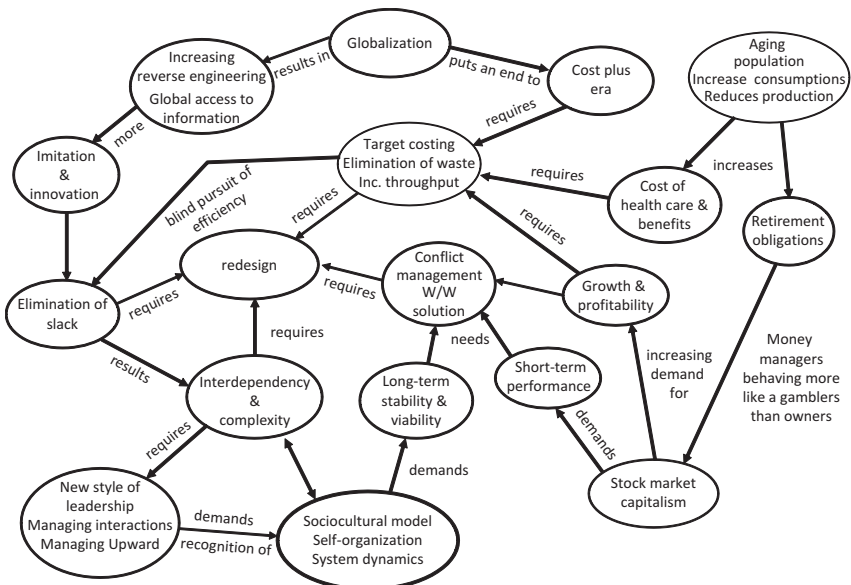 Globalization
results in
puts an end to
Increasing
reverse engineering
Global access to
information
Cost plus
era
Aging
population
Increase consumptions
Reduces production
more
requires
Imitation
&
innovation
Target costing
Elimination of waste
Inc. throughput
requires
increases
Cost of
health care &
benefits
blind pursuit of
efficiency
requires
requires
Retirement
obligations
redesign
Conflict
management
W/W
solution
Growth &
profitability
Elimination of
slack
requires
requires
requires
needs
results
Interdependency
&
complexity
Long-term
stability &
viability
Short-term
performance
increasing
demand
for
Money
managers
behaving more
like a gamblers
than owners
requires
demands
demands
New style of
leadership
Managing interactions
Managing Upward
demands
recognition of
Sociocultural model
Self-organization
System dynamics
Stock market
capitalism